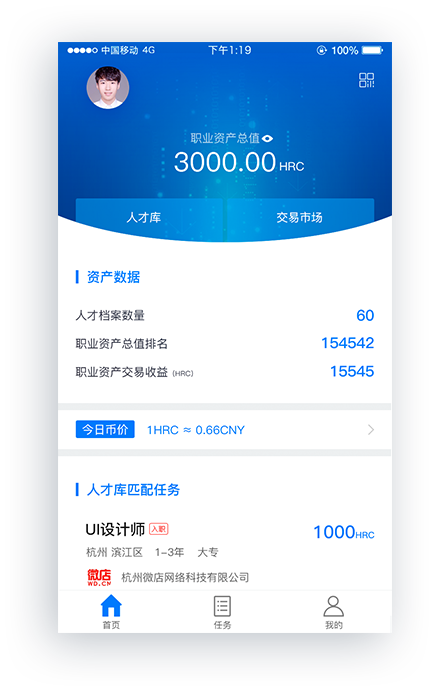 中国移动 4G 下午1:19 100%
职业资产总值
3000.00 HRC
人才库 交易市场
资产数据
人才档案数量 60
职业资产总值排名 154542
职业资产交易收益 (HRC) 15545
今日币价 1HRC ≈ 0.66CNY
人才库匹配任务
UI设计师 入职 1000HRC
杭州 滨江区 1-3年 大专
微店 WD.CN 杭州微店网络科技有限公司
首页 任务 我的